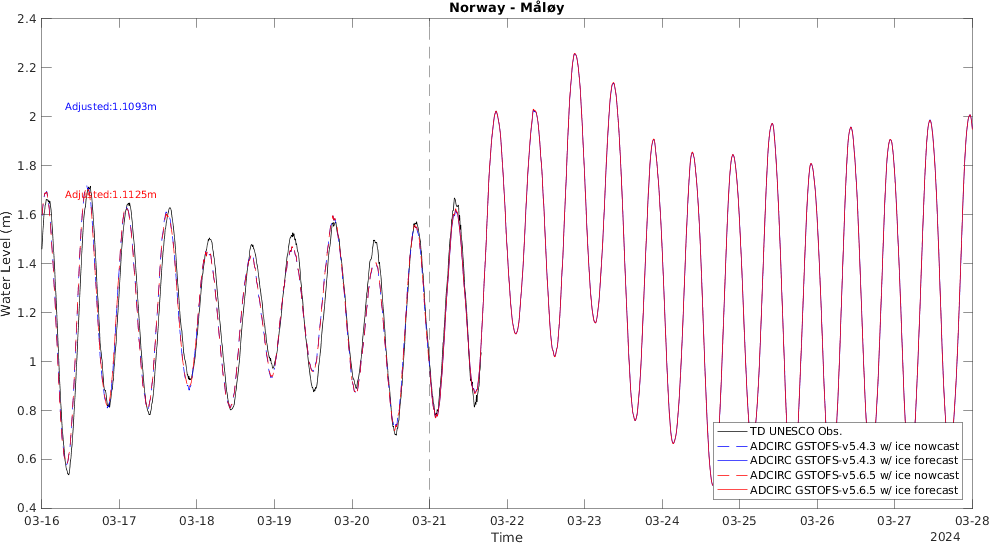 Norway - Måløy
2.4
2.2
2
1.8
1.6
1.4
1.2
1
0.8
0.6
0.4
Water Level (m)
Adjusted:1.1093m
Adjusted:1.1125m
TD UNESCO Obs.
ADCIRC GSTOFS-v5.4.3 w/ ice nowcast
ADCIRC GSTOFS-v5.4.3 w/ ice forecast
ADCIRC GSTOFS-v5.6.5 w/ ice nowcast
ADCIRC GSTOFS-v5.6.5 w/ ice forecast
03-16 03-17 03-18 03-19 03-20 03-21 03-22 03-23 03-24 03-25 03-26 03-27 03-28
Time
2024